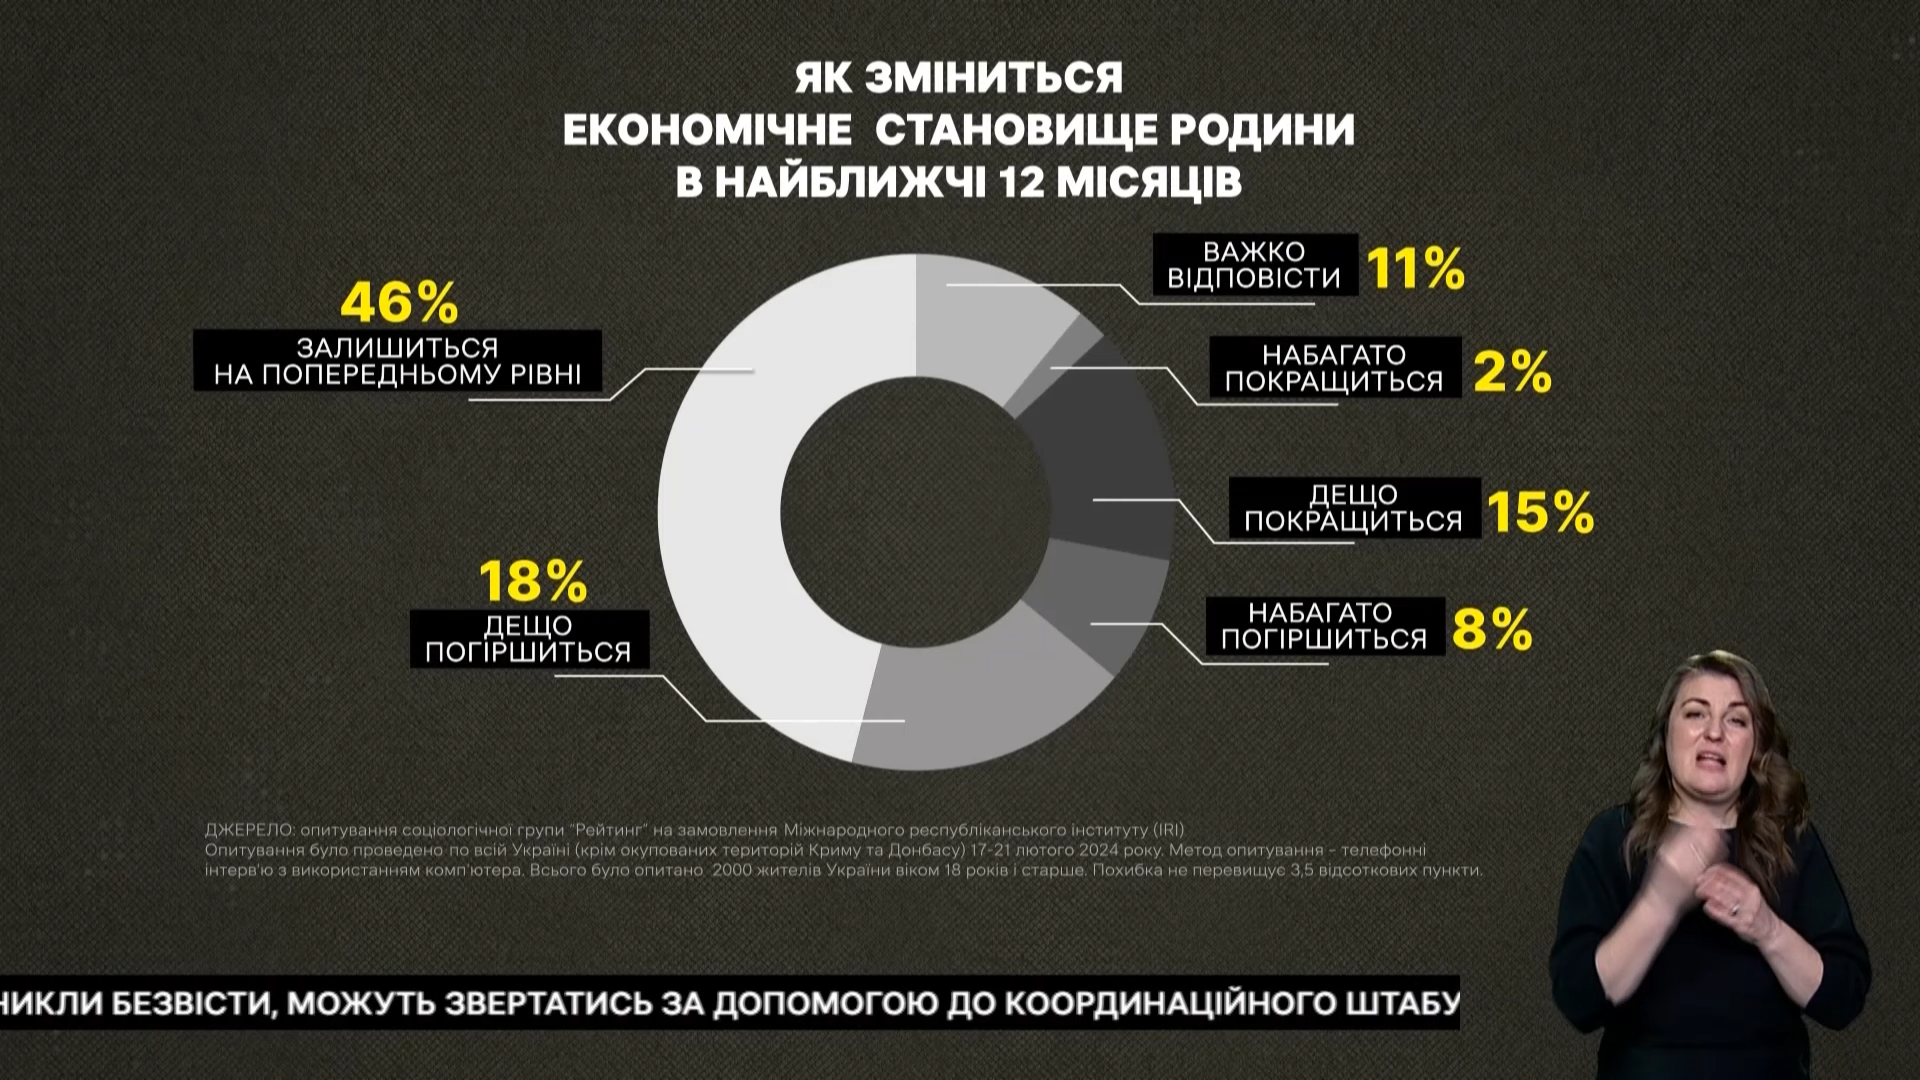 ЯК ЗМІНИТЬСЯ
ЕКОНОМІЧНЕ СТАНОВИЩЕ РОДИНИ
В НАЙБЛИЖЧІ 12 МІСЯЦІВ
46%
ЗАЛИШИТЬСЯ
НА ПОПЕРЕДНЬОМУ РІВНІ
18%
ДЕЩО
ПОГІРШИТЬСЯ
ВАЖКО
ВІДПОВІСТИ
11%
НАБАГАТО
ПОКРАЩИТЬСЯ
2%
ДЕЩО
ПОКРАЩИТЬСЯ
15%
НАБАГАТО
ПОГІРШИТЬСЯ
8%
ДЖЕРЕЛО: опитування соціологічної групи "Рейтинг" на замовлення Міжнародного республіканського інституту (IRI)
Опитування було проведено по всій Україні (крім окупованих територій Криму та Донбасу) 17-21 лютого 2024 року. Метод опитування - телефонні
інтерв'ю з використанням комп'ютера. Всього було опитано 2000 жителів України віком 18 років і старше. Похибка не перевищує 3,5 відсоткових пункти.
НИКЛИ БЕЗВІСТИ, МОЖУТЬ ЗВЕРТАТИСЬ ЗА ДОПОМОГОЮ ДО КООРДИНАЦІЙНОГО ШТАБУ